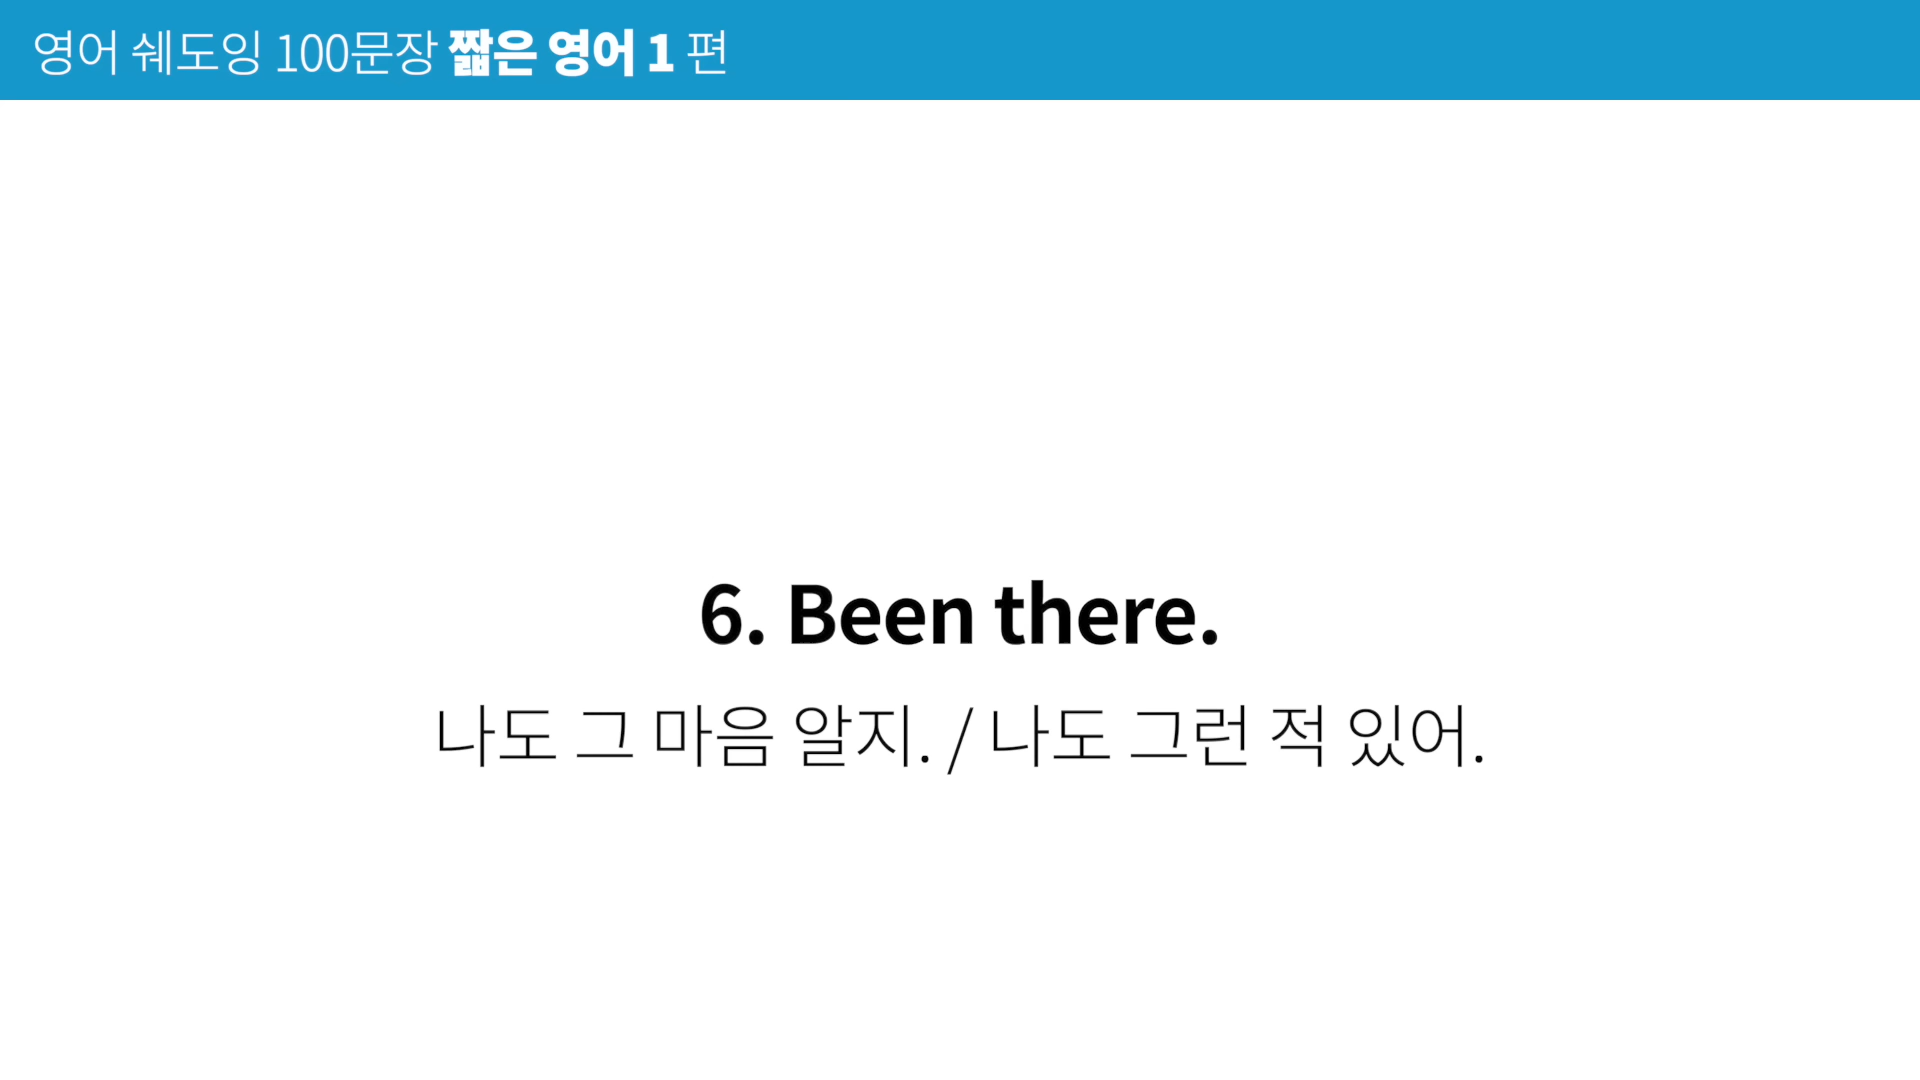 영어 쉐도잉 100문장 짧은 영어 1 편
6. Been there.
나도 그 마음 알지. / 나도 그런 적 있어.